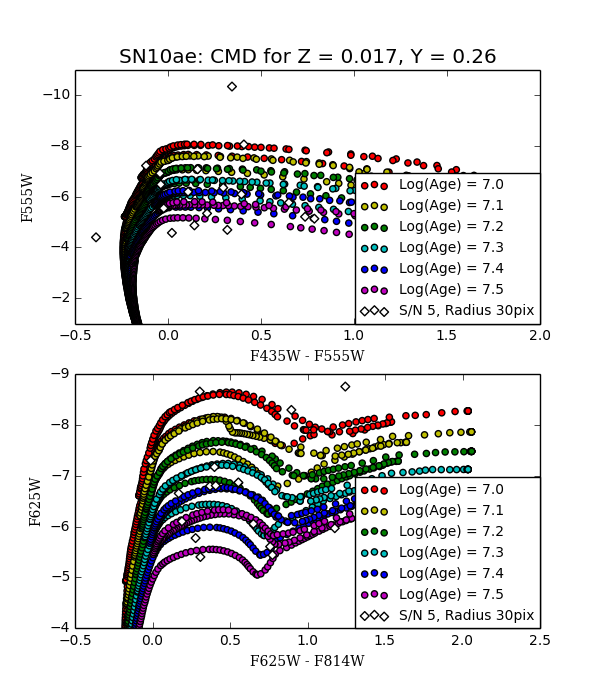 SN10ae: CMD for Z = 0.017, Y = 0.26
−10
−8
−6
−4
−2
F555W
Log(Age) = 7.0
Log(Age) = 7.1
Log(Age) = 7.2
Log(Age) = 7.3
Log(Age) = 7.4
Log(Age) = 7.5
S/N 5, Radius 30pix
−0.5 0.0 0.5 1.0 1.5 2.0
F435W - F555W
−9
−8
−7
−6
−5
−4
F625W
Log(Age) = 7.0
Log(Age) = 7.1
Log(Age) = 7.2
Log(Age) = 7.3
Log(Age) = 7.4
Log(Age) = 7.5
S/N 5, Radius 30pix
−0.5 0.0 0.5 1.0 1.5 2.0 2.5
F625W - F814W